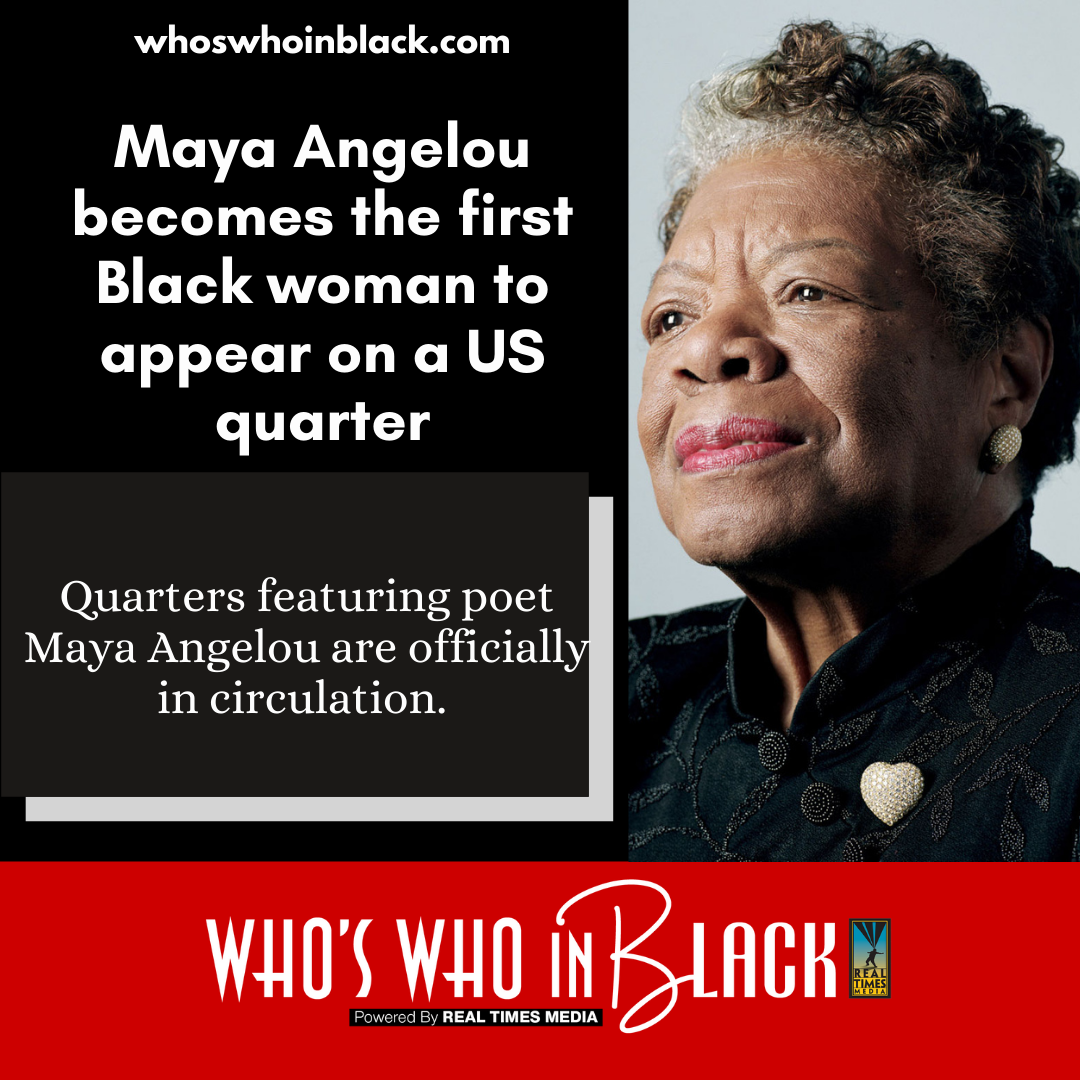 whoswhoinblack.com
Maya Angelou
becomes the first
Black woman to
appear on a US
quarter
Quarters featuring poet
Maya Angelou are officially
in circulation.
WHO'S WHO IN BLACK
REAL
TIMES
MEDIA
Powered By REAL TIMES MEDIA